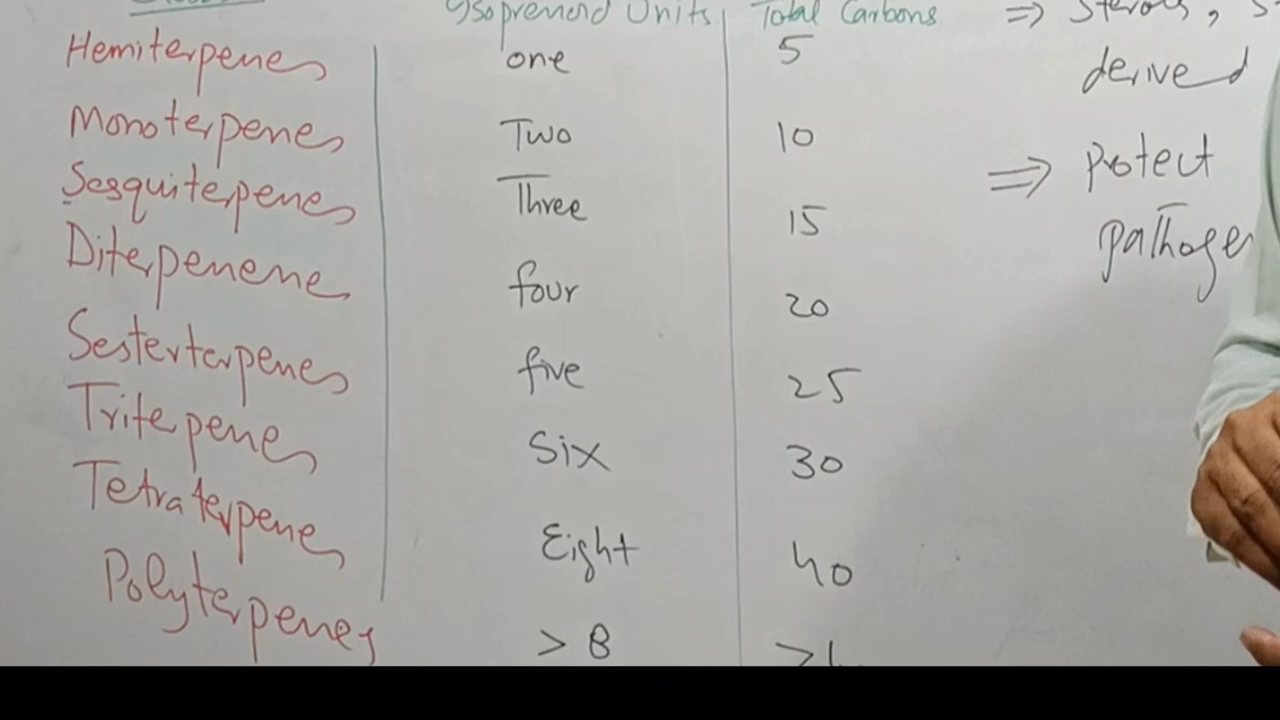 Isoprenoid Units Total Carbons ⇒
Hemiterpenes one 5 derived
Monoterpenes Two 10 ⇒ Protect
Sesquiterpenes Three 15 pathoge
Diterpenene four 20
Sesterterpenes five 25
Tritepenes Six 30
Tetraterpenes Eight 40
Polyterpenes > 8 >